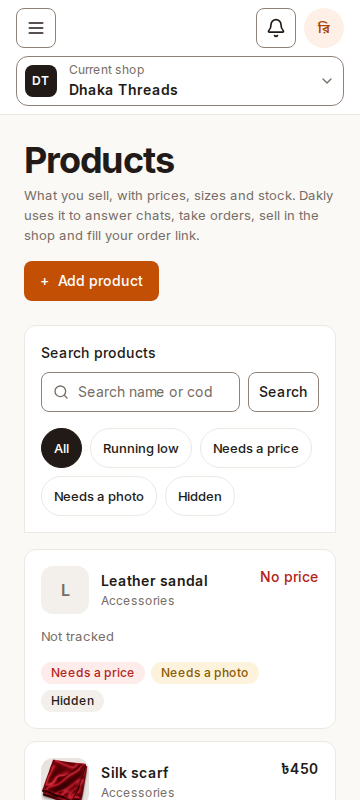 রি
DT
Current shop
Dhaka Threads
Products
What you sell, with prices, sizes and stock. Dakly
uses it to answer chats, take orders, sell in the
shop and fill your order link.
+ Add product
Search products
Search name or cod
Search
All
Running low
Needs a price
Needs a photo
Hidden
L
Leather sandal
No price
Accessories
Not tracked
Needs a price
Needs a photo
Hidden
Silk scarf
৳450
Accessories